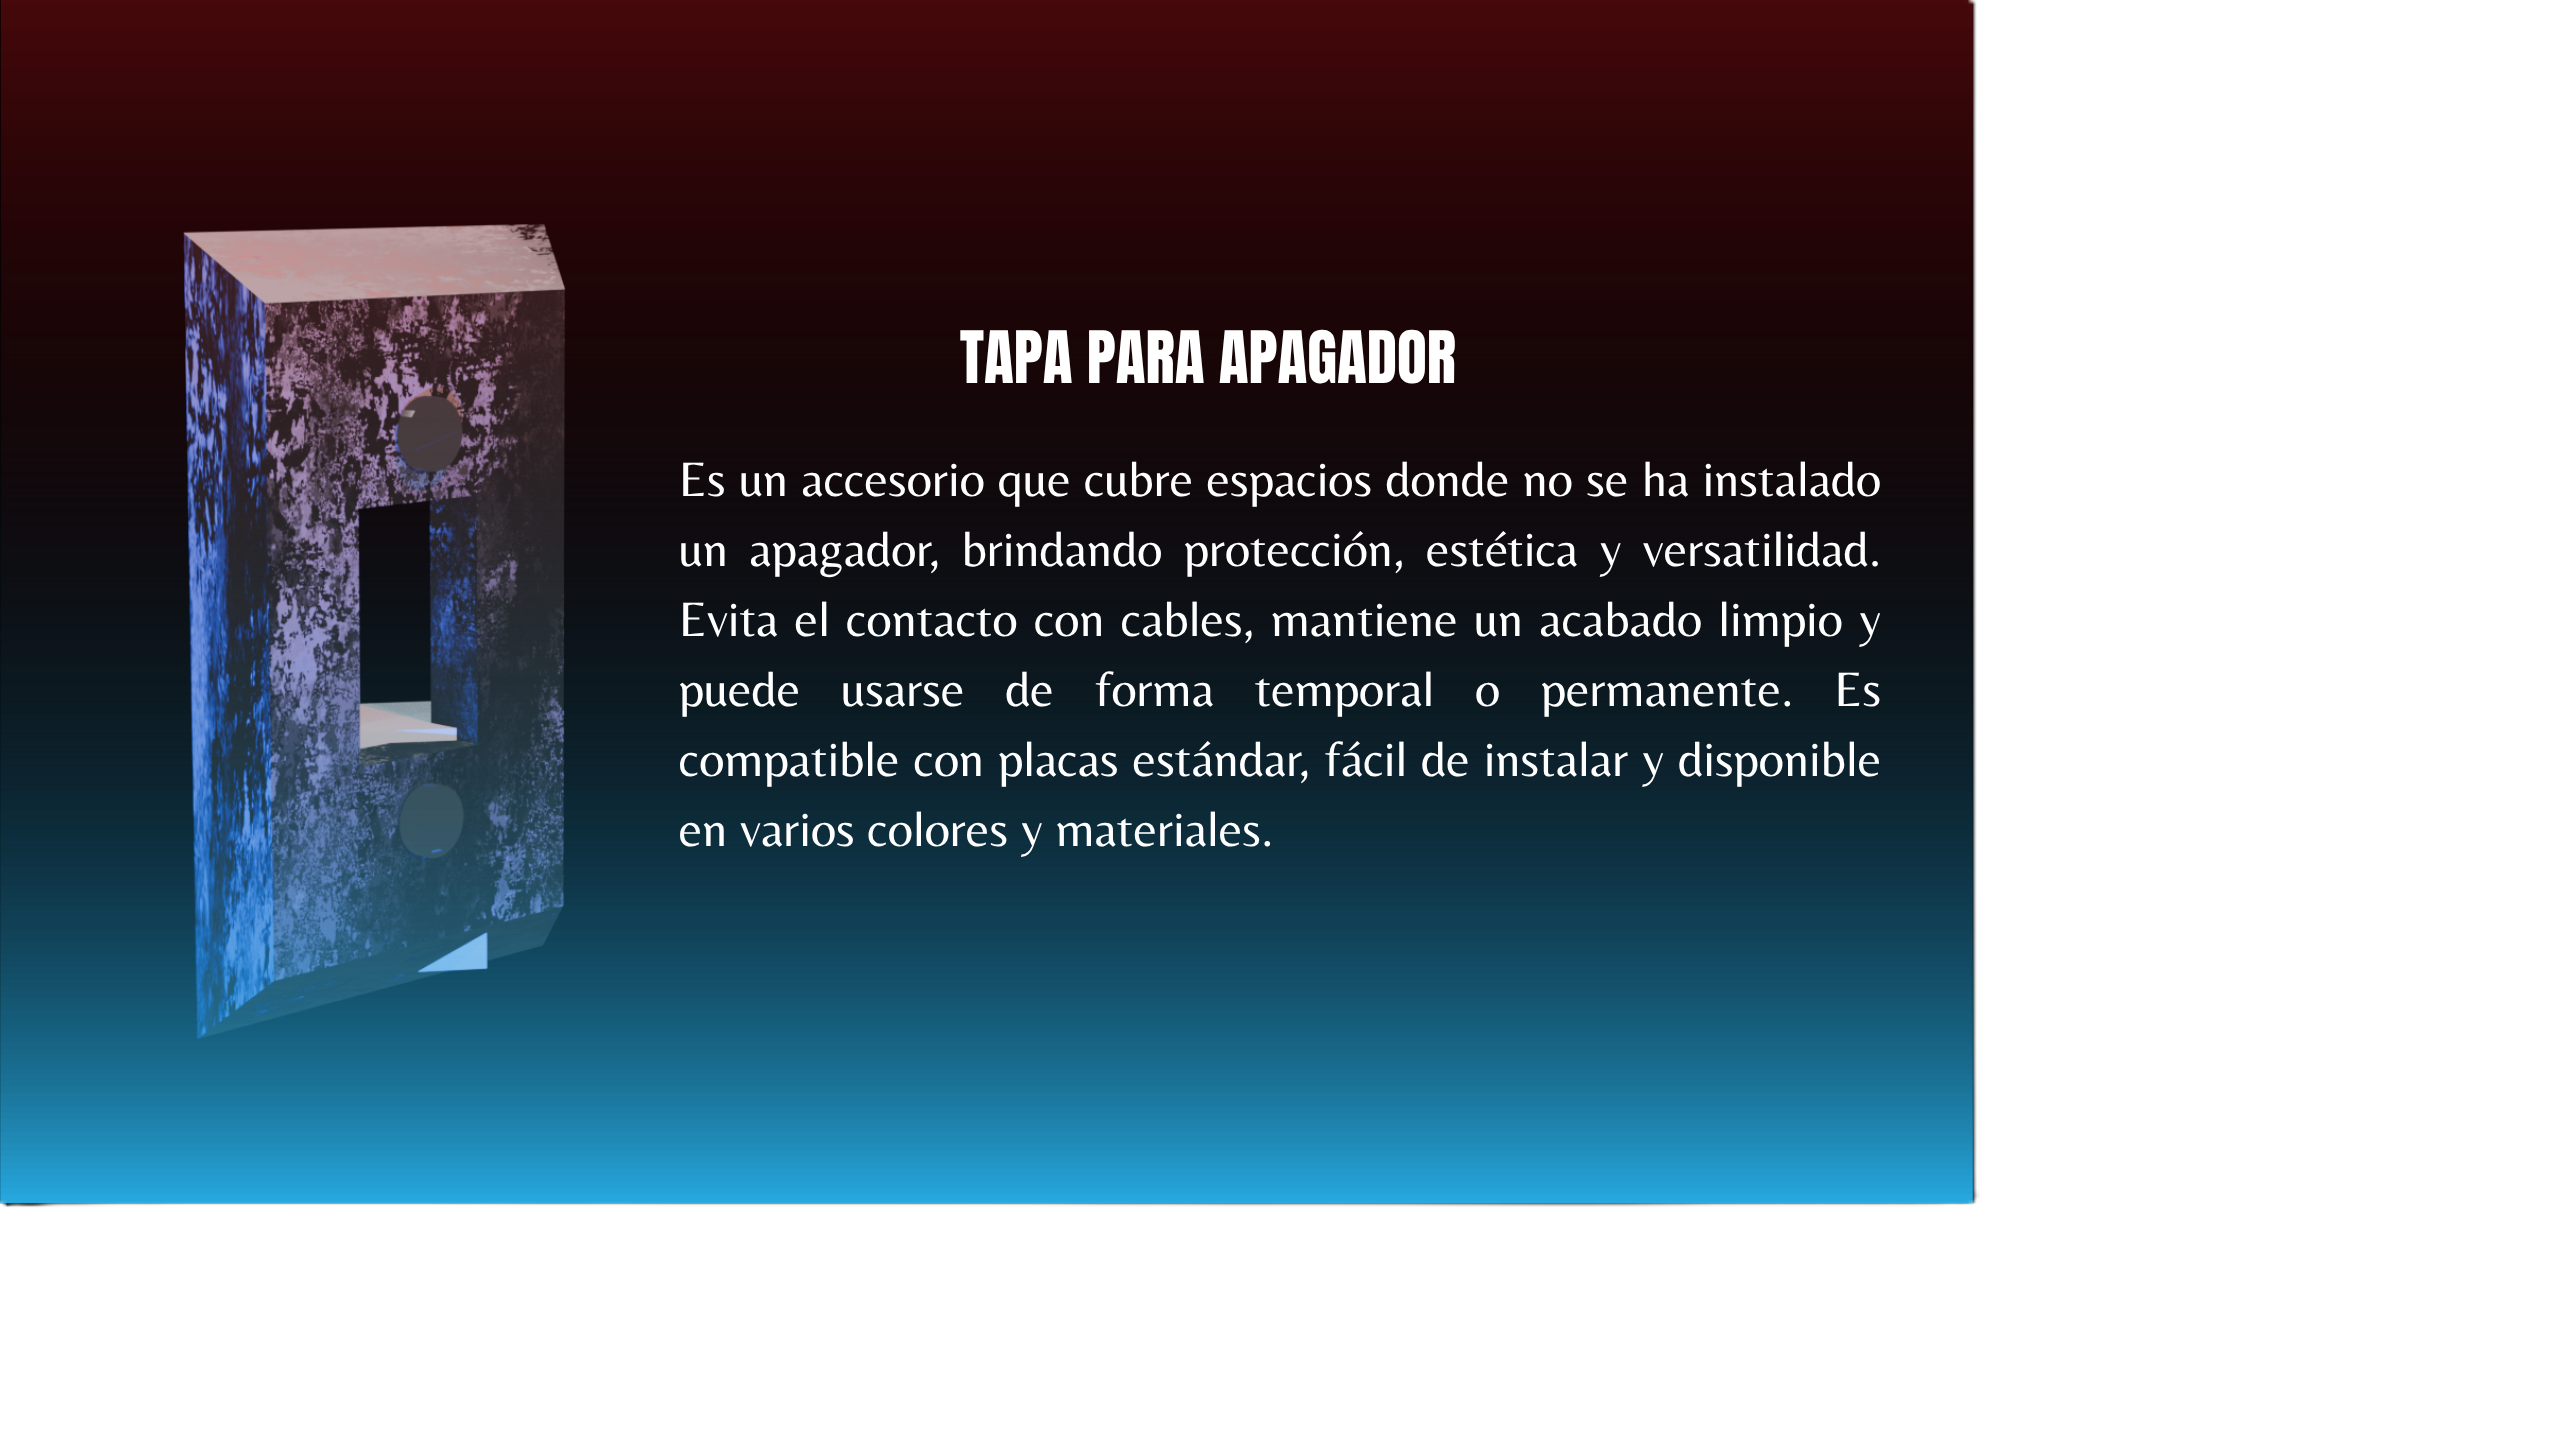 TAPA PARA APAGADOR
Es un accesorio que cubre espacios donde no se ha instalado
un apagador, brindando protección, estética y versatilidad.
Evita el contacto con cables, mantiene un acabado limpio y
puede usarse de forma temporal o permanente. Es
compatible con placas estándar, fácil de instalar y disponible
en varios colores y materiales.